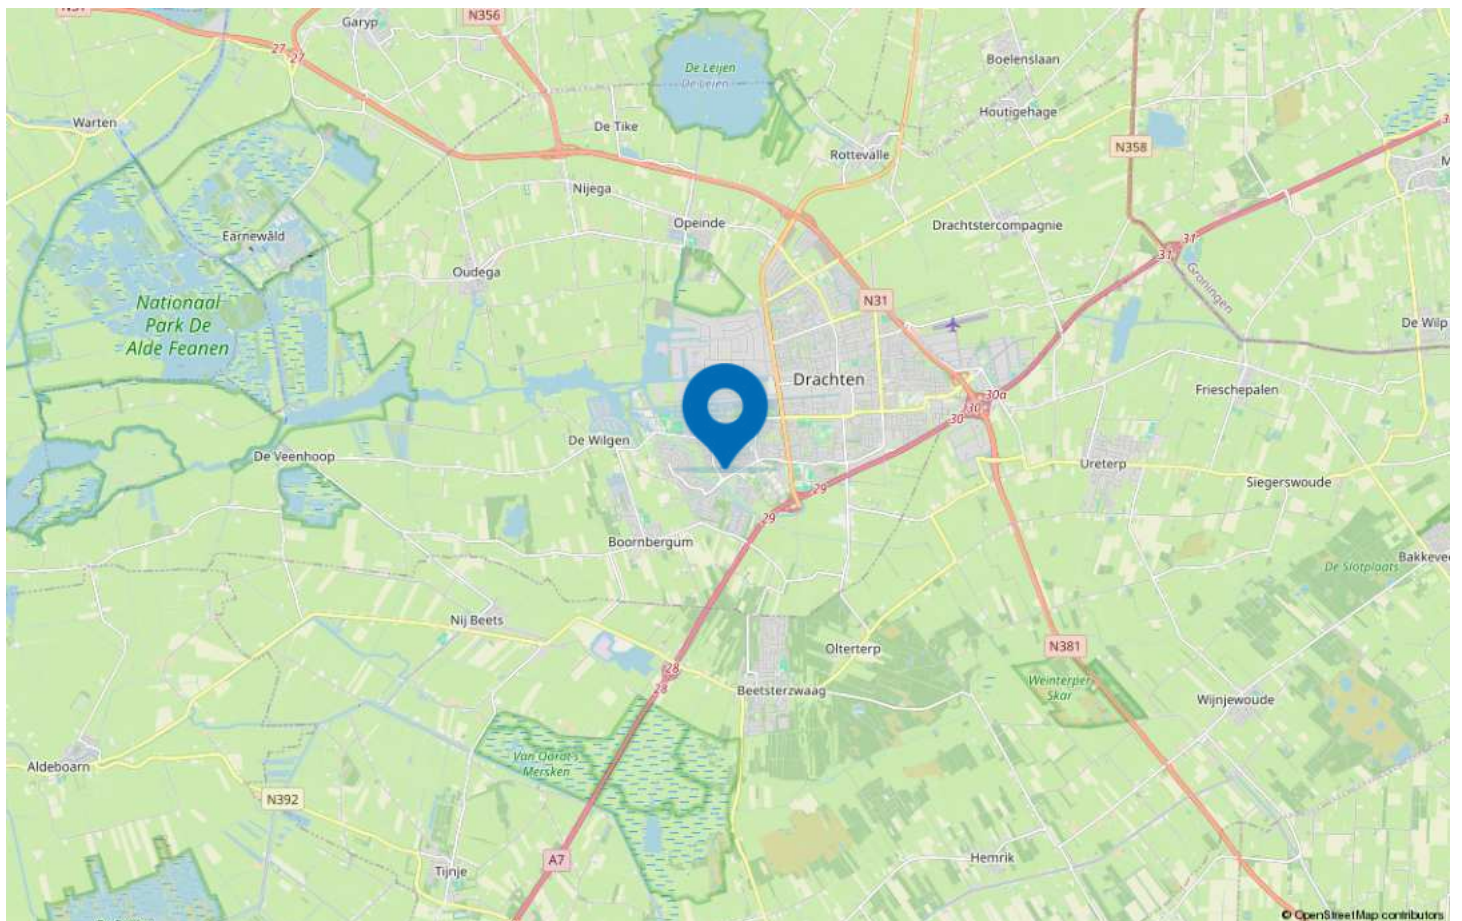 Garyp
N356
27
27
De Leijen
De Leien
Boelenslaan
Houtigehage
Warten
De Tike
Rottevalle
N358
Nijega
Opeinde
Drachtstercompagnie
Earnewâld
Oudega
31
31
Groningen
Nationaal
Park De
Alde Feanen
N31
De Wilp
Drachten
30a
30
30
Frieschepalen
De Wilgen
De Veenhoop
Ureterp
Siegerswoude
29
29
Boornbergum
De Slotplaats
Nij Beets
Olterterp
N381
28
28
Beetsterzwaag
Weinterper
Skar
Wijnjewoude
Van Oordt's
Mersken
Aldeboarn
N392
A7
Tijnje
Hemrik
© OpenStreetMap contributors